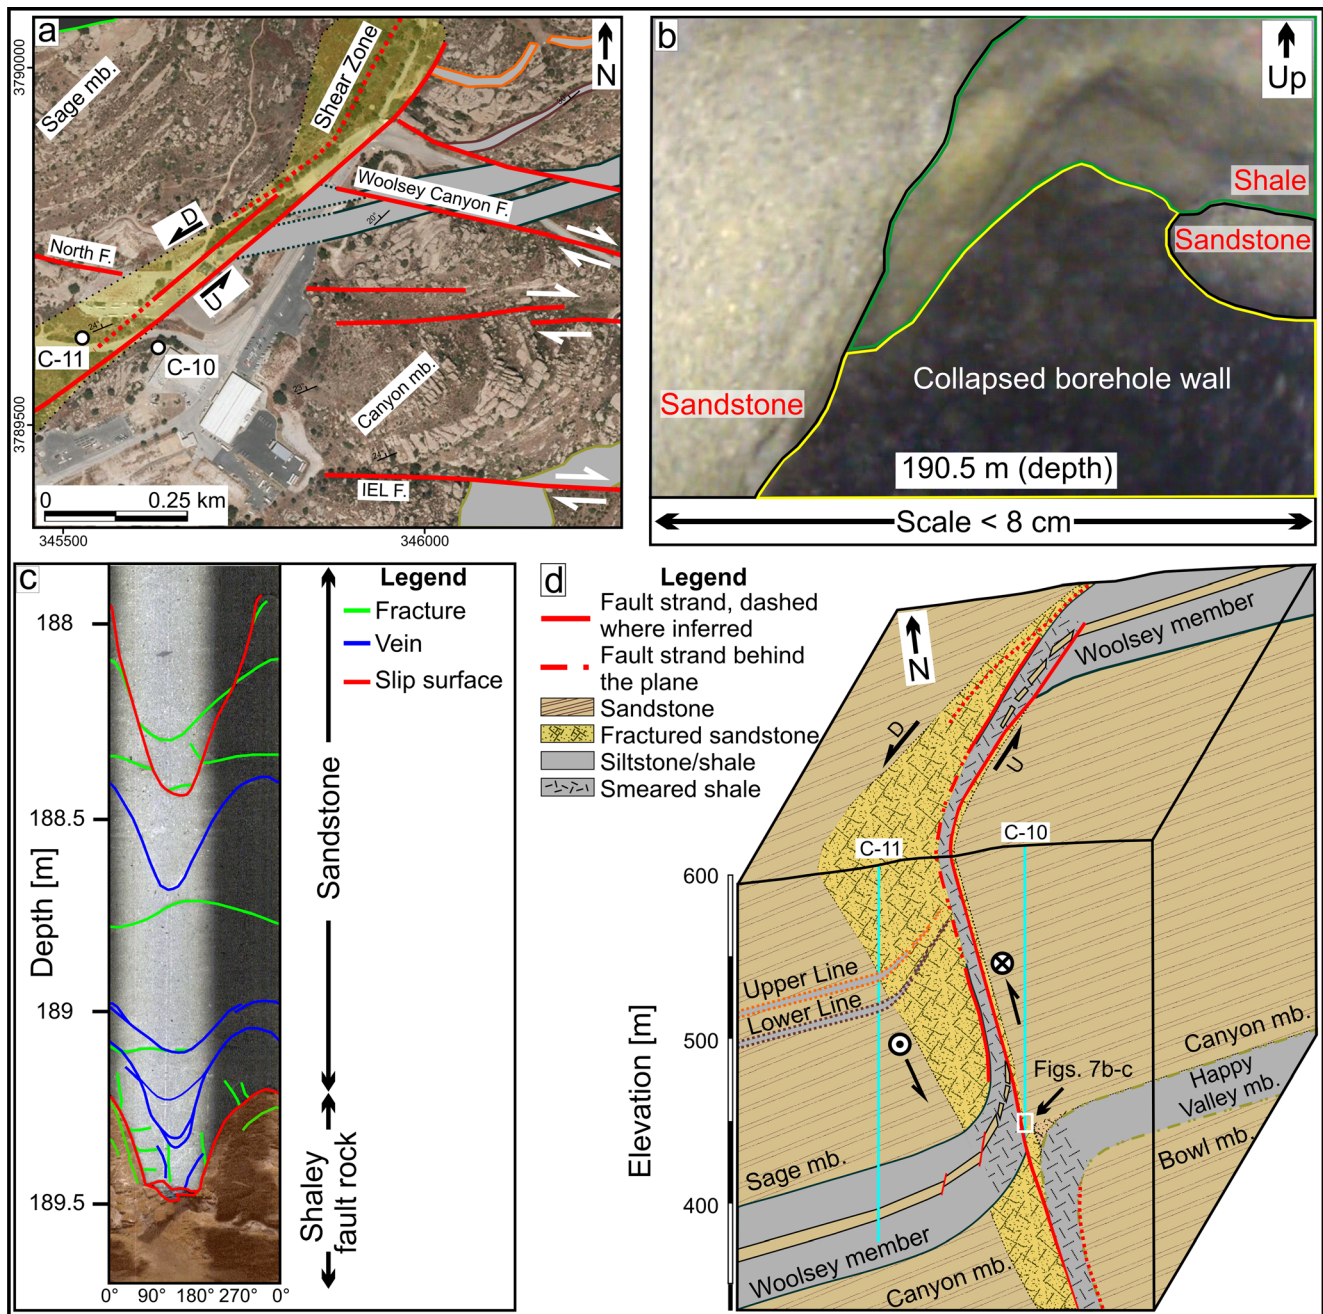 a
Sage mb.
Shear Zone
N
3790000
Woolsey Canyon F.
20°
D
North F.
U
24°
C-11
C-10
Canyon mb.
23°
3789500
24°
0 0.25 km
IEL F.
345500 346000
b
Up
Shale
Sandstone
Collapsed borehole wall
Sandstone
190.5 m (depth)
Scale < 8 cm
c
Legend
Fracture
Vein
Slip surface
188
188.5
189
189.5
Depth [m]
Sandstone
Shaley
fault rock
0° 90° 180° 270° 0°
d
Legend
Fault strand, dashed
where inferred
Fault strand behind
the plane
Sandstone
Fractured sandstone
Siltstone/shale
Smeared shale
N
Woolsey member
D
U
C-11
C-10
600
500
400
Elevation [m]
Upper Line
Lower Line
Figs. 7b-c
Canyon mb.
Happy
Valley mb.
Bowl mb.
Sage mb.
Woolsey member
Canyon mb.